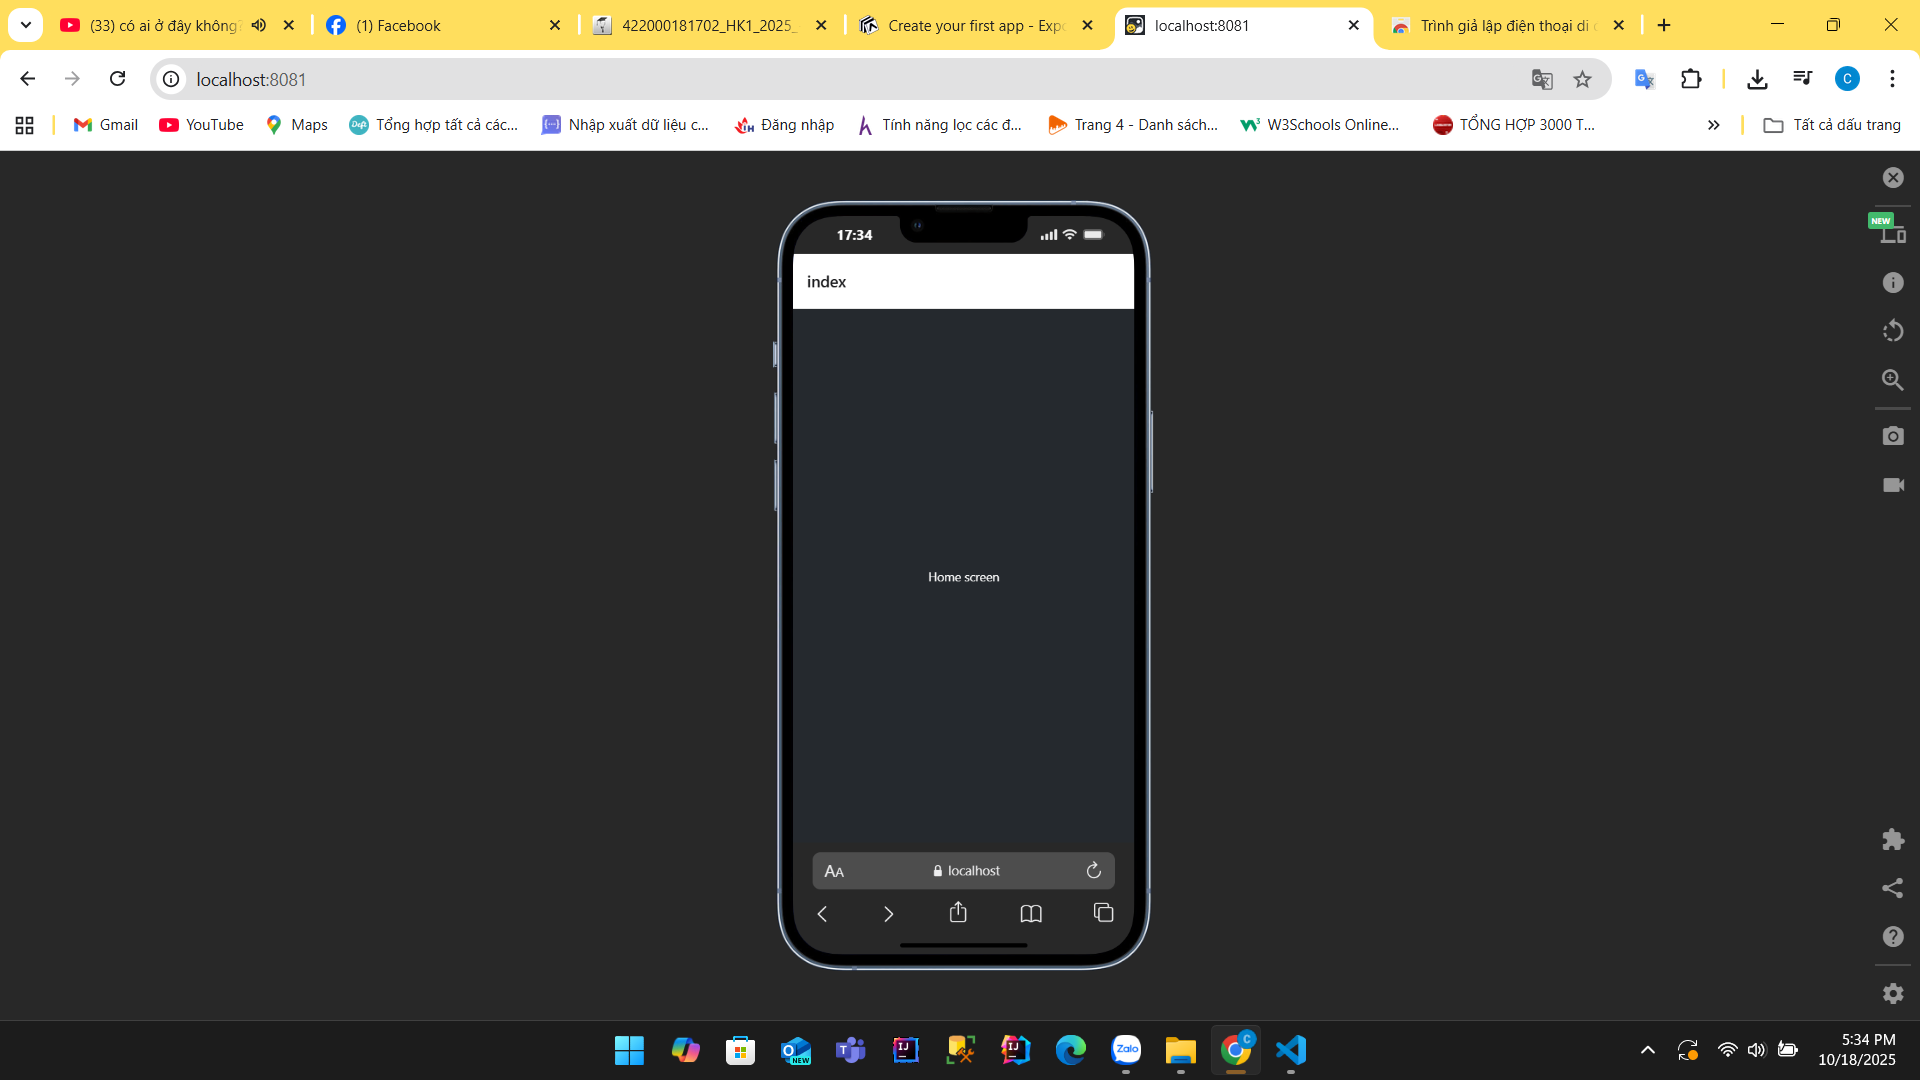 (33) có ai ở đây không?
(1) Facebook
422000181702_HK1_2025_
Create your first app - Expo
localhost:8081
Trình giả lập điện thoại di
localhost:8081
C
Gmail
YouTube
Maps
Tổng hợp tất cả các...
Nhập xuất dữ liệu c...
Đăng nhập
Tính năng lọc các đ...
Trang 4 - Danh sách...
W3Schools Online...
TỔNG HỢP 3000 T...
Tất cả dấu trang
NEW
17:34
index
Home screen
AA
localhost
NEW
Zalo
C
5:34 PM
10/18/2025